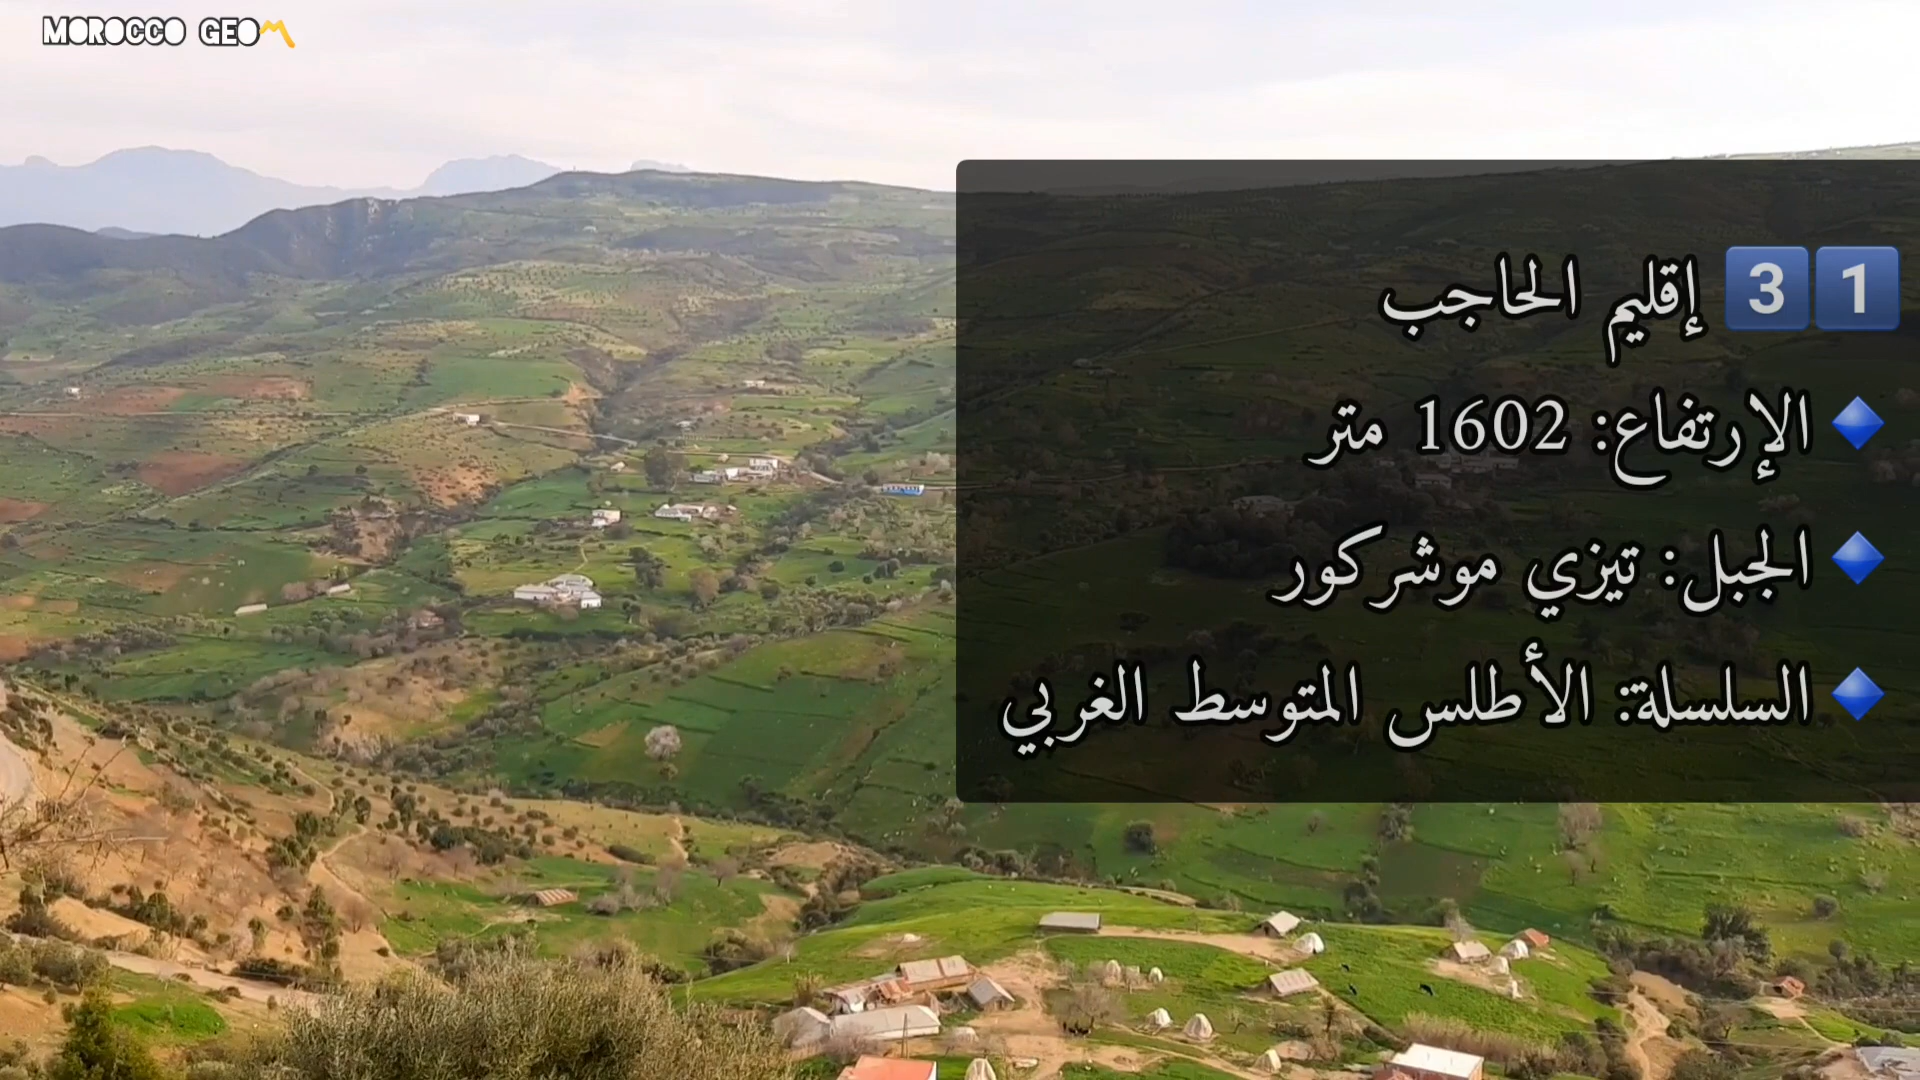 MOROCCO GEO
31 إقليم الحاجب
الإرتفاع: 1602 متر
الجبل: تيزي موشركور
السلسلة: الأطلس المتوسط الغربي